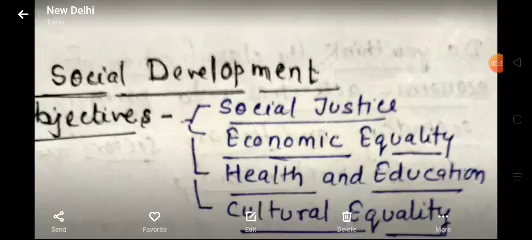 New Delhi
Today
Social Development
bjectives - Social Justice
Economic Equality
Health and Education
Cultural Equality
Send Favorite Edit Delete More